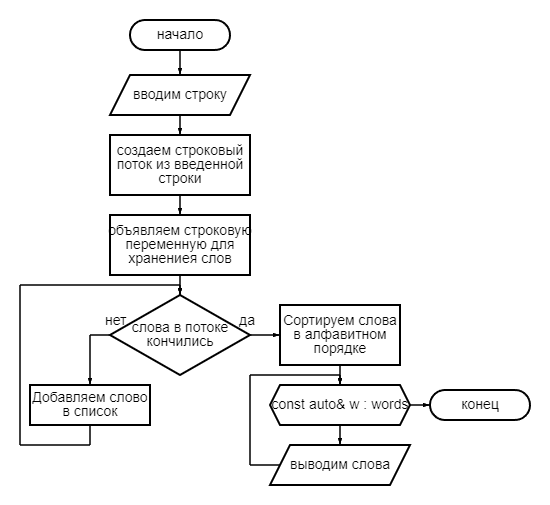 начало
вводим строку
создаем строковый
поток из введенной
строки
объявляем строковую
переменную для
хранениея слов
нет
слова в потоке
кончились
да
Сортируем слова
в алфавитном
порядке
Добавляем слово
в список
const auto& w : words
конец
выводим слова